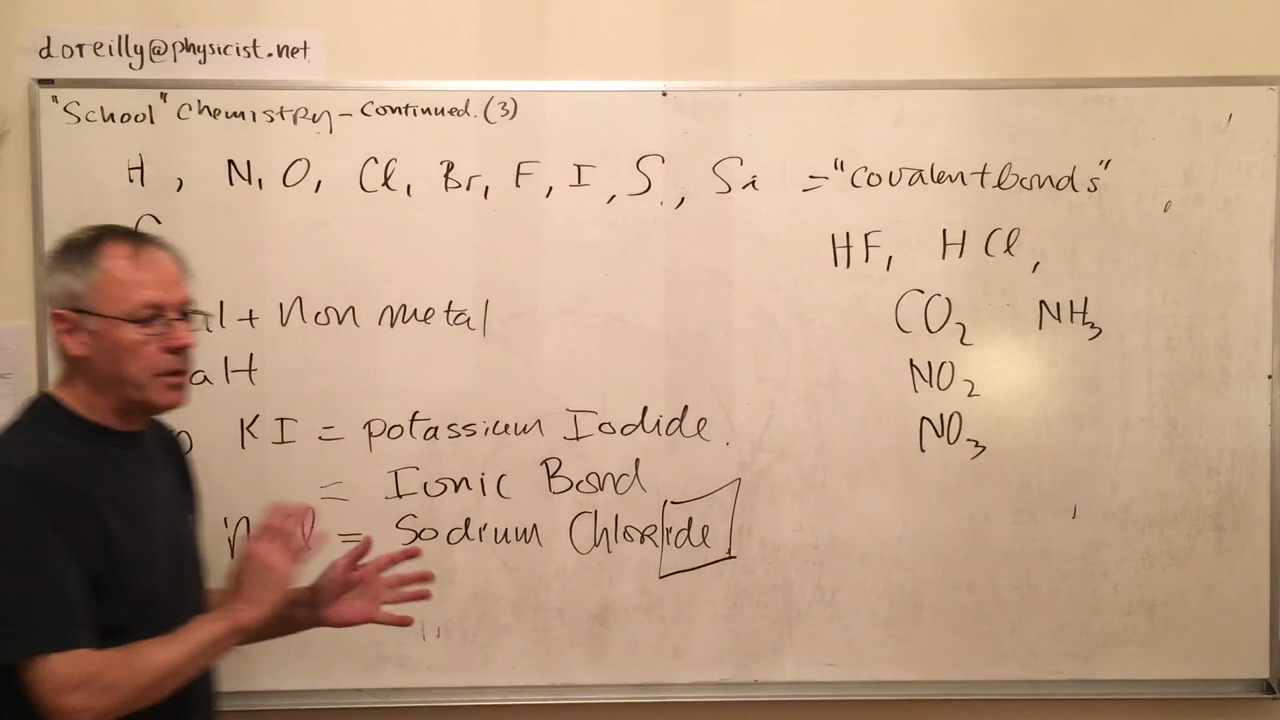 doreilly@physicist.net
"School" Chemistry - Continued. (3)
H, N, O, Cl, Br, F, I, S, Si = "Covalent bonds"
C
HF, HCl,
l + Non metal
CO2 NH3
aH
NO2
KI = potassium Iodide.
NO3
= Ionic Bond
= Sodium Chloride